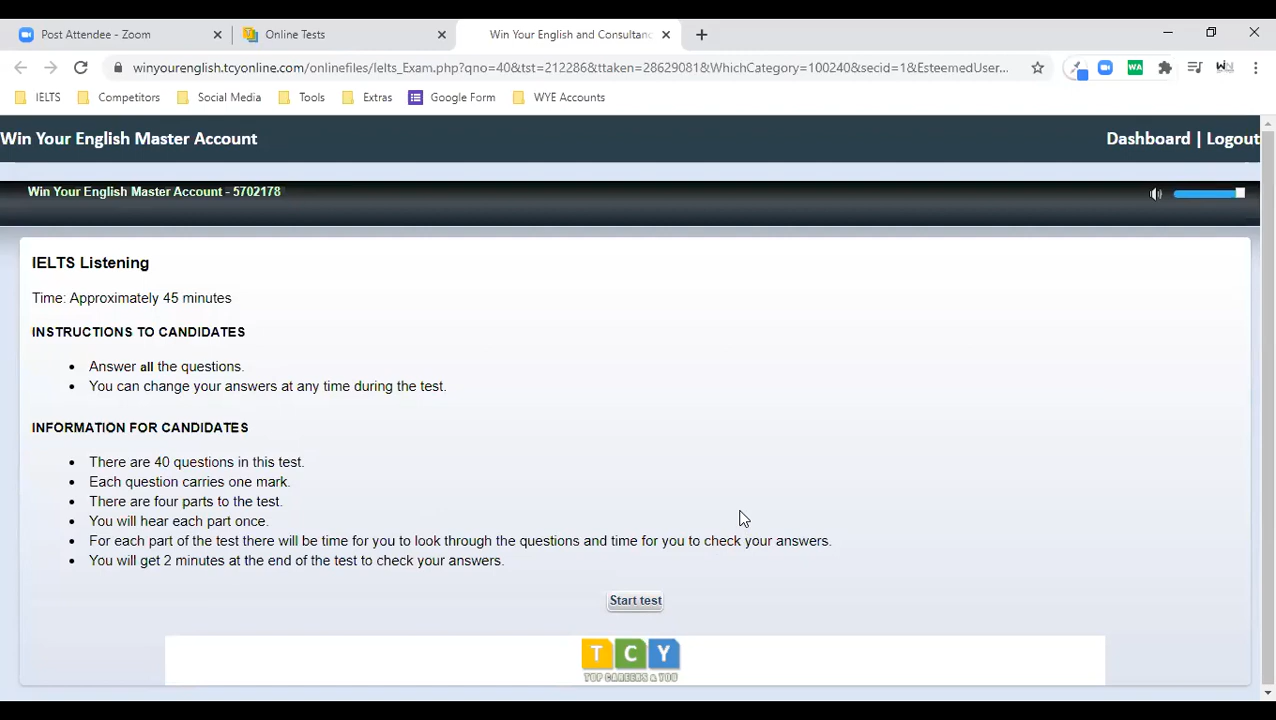 Post Attendee - Zoom
Online Tests
Win Your English and Consultanc
winyourenglish.tcyonline.com/onlinefiles/Ielts_Exam.php?qno=40&tst=212286&ttaken=28629081&WhichCategory=100240&secid=1&EsteemedUser...
WA
IELTS
Competitors
Social Media
Tools
Extras
Google Form
WYE Accounts
Win Your English Master Account
Dashboard | Logout
Win Your English Master Account - 5702178
IELTS Listening
Time: Approximately 45 minutes
INSTRUCTIONS TO CANDIDATES
Answer all the questions.
You can change your answers at any time during the test.
INFORMATION FOR CANDIDATES
There are 40 questions in this test.
Each question carries one mark.
There are four parts to the test.
You will hear each part once.
For each part of the test there will be time for you to look through the questions and time for you to check your answers.
You will get 2 minutes at the end of the test to check your answers.
Start test
T C Y
TOP CAREERS & YOU